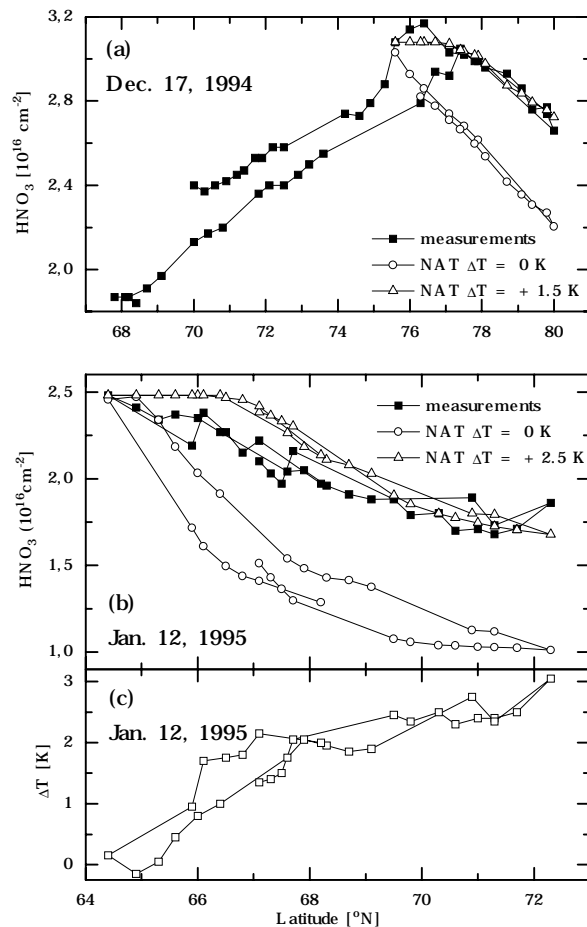 3,2
2,8
2,4
2,0
HNO3 [10^16 cm^-2]
(a)
Dec. 17, 1994
measurements
NAT ΔT = 0 K
NAT ΔT = + 1.5 K
68 70 72 74 76 78 80
2,5
2,0
1,5
1,0
HNO3 (10^16cm^-2)
measurements
NAT ΔT = 0 K
NAT ΔT = + 2.5 K
(b)
Jan. 12, 1995
3
2
1
0
ΔT [K]
(c)
Jan. 12, 1995
64 66 68 70 72
Latitude [°N]